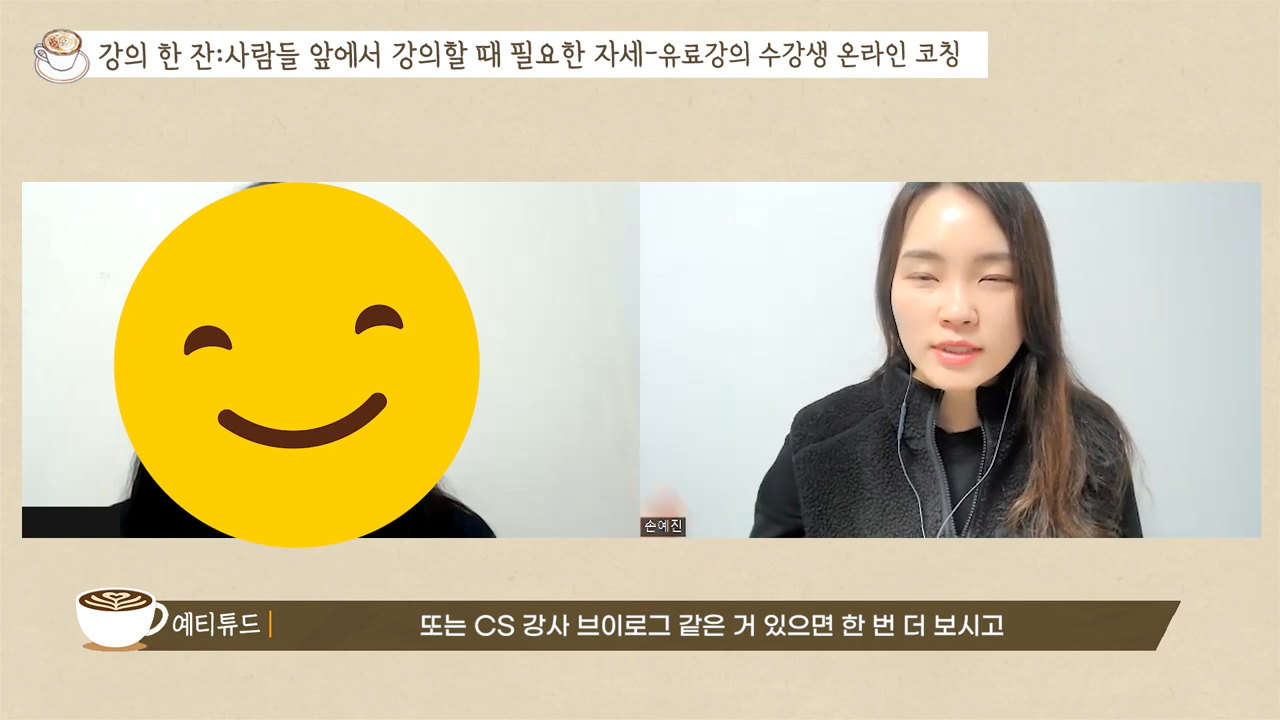 강의 한 잔:사람들 앞에서 강의할 때 필요한 자세-유료강의 수강생 온라인 코칭
손예진
예티튜드
또는 CS 강사 브이로그 같은 거 있으면 한 번 더 보시고